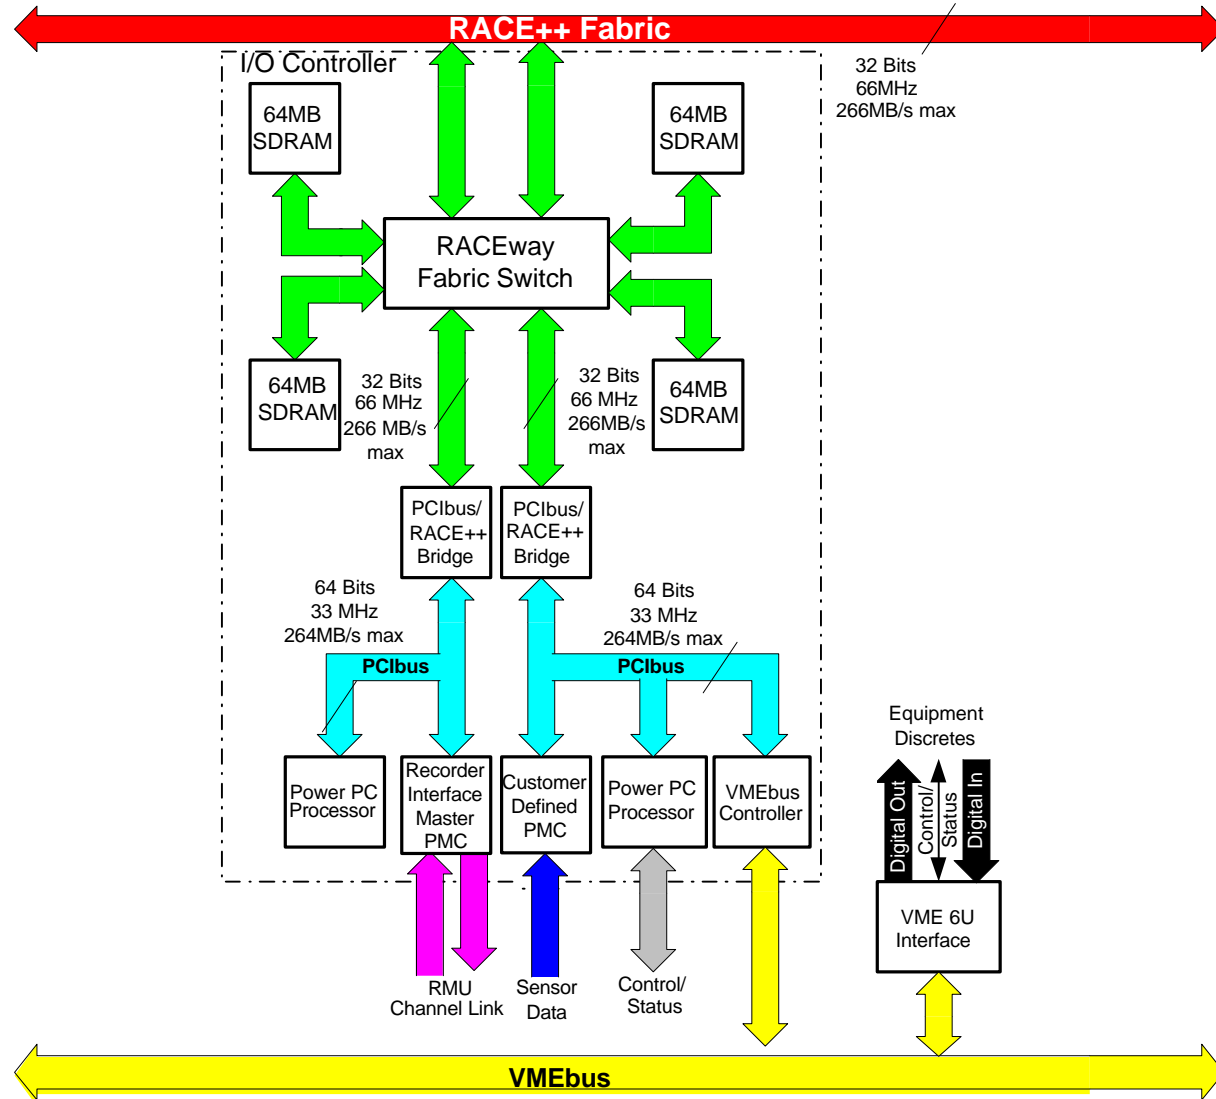 RACE++ Fabric
32 Bits
66MHz
266MB/s max
I/O Controller
64MB
SDRAM
64MB
SDRAM
RACEway
Fabric Switch
64MB
SDRAM
32 Bits
66 MHz
266 MB/s
max
32 Bits
66 MHz
266MB/s
max
64MB
SDRAM
PCIbus/
RACE++
Bridge
PCIbus/
RACE++
Bridge
64 Bits
33 MHz
264MB/s max
64 Bits
33 MHz
264MB/s max
PCIbus
PCIbus
Power PC
Processor
Recorder
Interface
Master
PMC
Customer
Defined
PMC
Power PC
Processor
VMEbus
Controller
Equipment
Discretes
Digital Out
Control/
Status
Digital In
VME 6U
Interface
RMU
Channel Link
Sensor
Data
Control/
Status
VMEbus